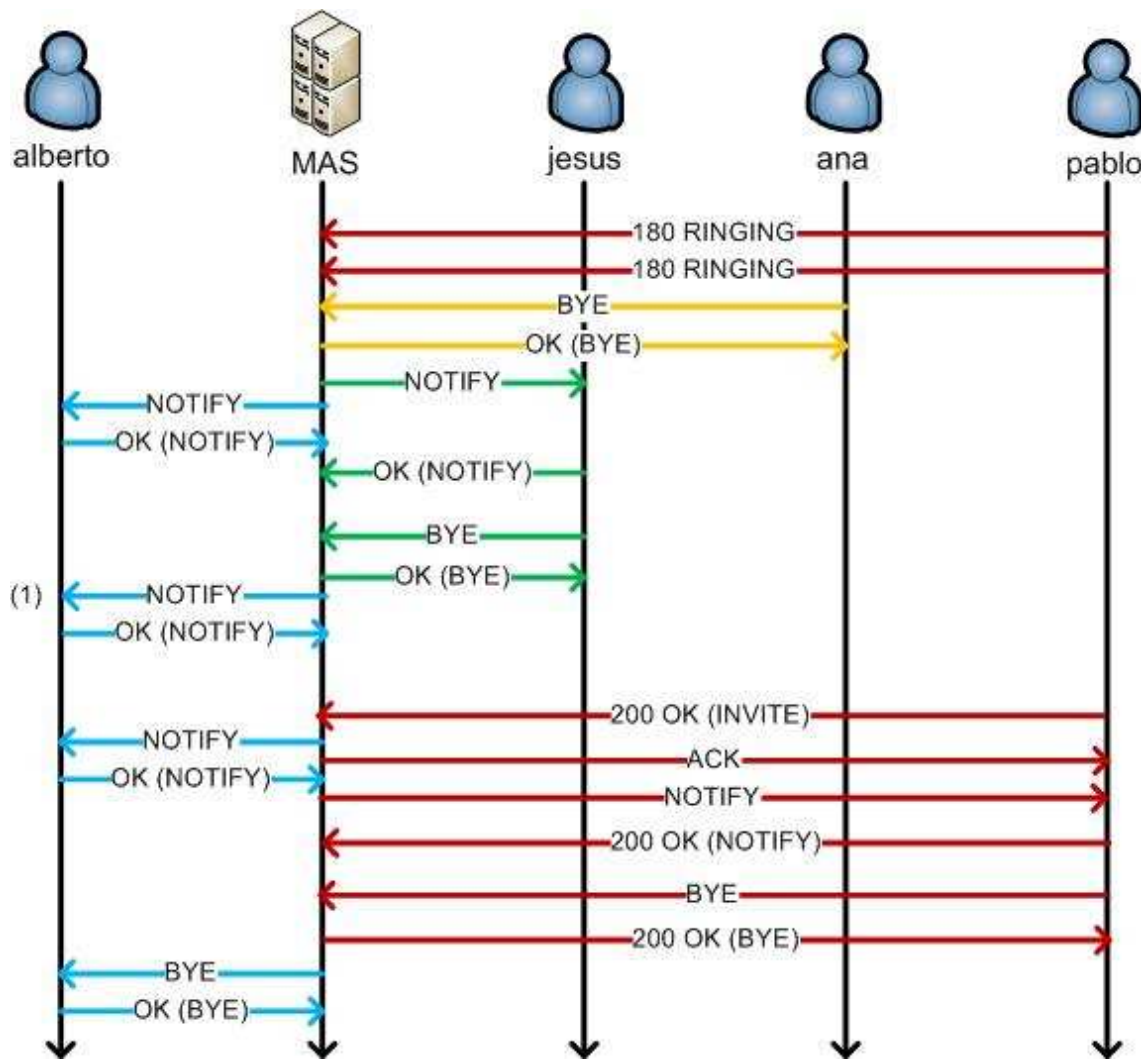 alberto
MAS
jesus
ana
pablo
180 RINGING
180 RINGING
BYE
OK (BYE)
NOTIFY
NOTIFY
OK (NOTIFY)
OK (NOTIFY)
BYE
OK (BYE)
(1)
NOTIFY
OK (NOTIFY)
200 OK (INVITE)
NOTIFY
ACK
OK (NOTIFY)
NOTIFY
200 OK (NOTIFY)
BYE
200 OK (BYE)
BYE
OK (BYE)